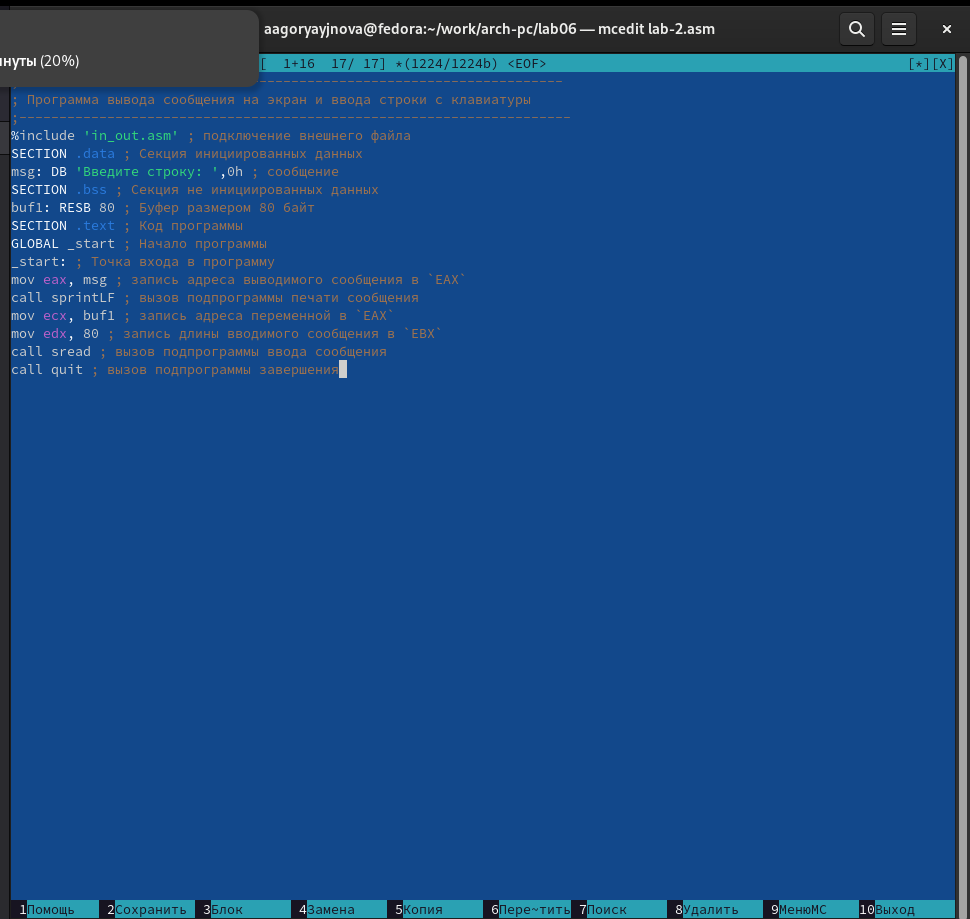 aagoryayjnova@fedora:~/work/arch-pc/lab06 — mcedit lab-2.asm
(20%)
[ 1+16 17/ 17] *(1224/1224b) <EOF> [*][X]
;---------------------------------------------------------------------
; Программа вывода сообщения на экран и ввода строки с клавиатуры
;---------------------------------------------------------------------
%include 'in_out.asm' ; подключение внешнего файла
SECTION .data ; Секция инициированных данных
msg: DB 'Введите строку: ',0h ; сообщение
SECTION .bss ; Секция не инициированных данных
buf1: RESB 80 ; Буфер размером 80 байт
SECTION .text ; Код программы
GLOBAL _start ; Начало программы
_start: ; Точка входа в программу
mov eax, msg ; запись адреса выводимого сообщения в `EAX`
call sprintLF ; вызов подпрограммы печати сообщения
mov ecx, buf1 ; запись адреса переменной в `EAX`
mov edx, 80 ; запись длины вводимого сообщения в `EBX`
call sread ; вызов подпрограммы ввода сообщения
call quit ; вызов подпрограммы завершения
1Помощь 2Сохранить 3Блок 4Замена 5Копия 6Пере~тить 7Поиск 8Удалить 9МенюMC 10Выход